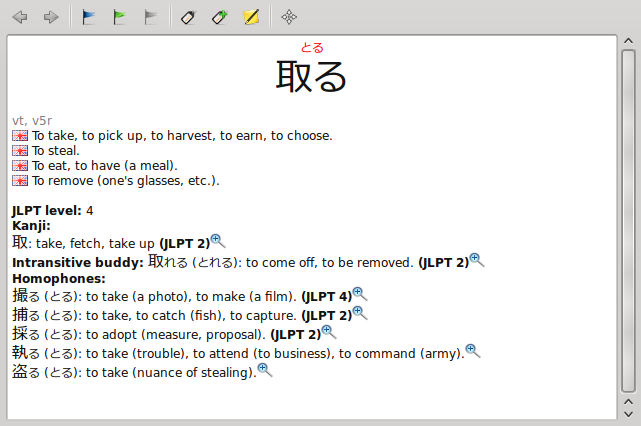 とる
取る
vt, v5r
To take, to pick up, to harvest, to earn, to choose.
To steal.
To eat, to have (a meal).
To remove (one's glasses, etc.).
JLPT level: 4
Kanji:
取: take, fetch, take up (JLPT 2)
Intransitive buddy: 取れる (とれる): to come off, to be removed. (JLPT 2)
Homophones:
撮る (とる): to take (a photo), to make (a film). (JLPT 4)
捕る (とる): to take, to catch (fish), to capture. (JLPT 2)
採る (とる): to adopt (measure, proposal). (JLPT 2)
執る (とる): to take (trouble), to attend (to business), to command (army).
盗る (とる): to take (nuance of stealing).